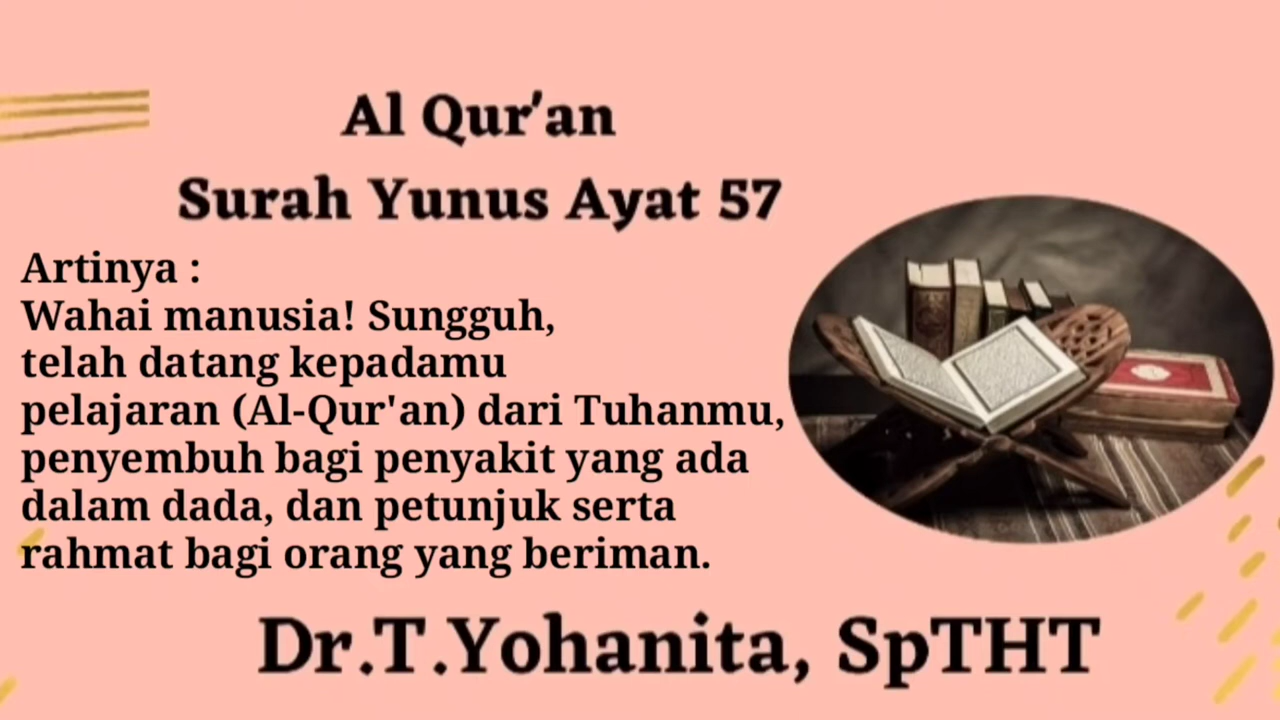 Al Qur'an
Surah Yunus Ayat 57
Artinya :
Wahai manusia! Sungguh,
telah datang kepadamu
pelajaran (Al-Qur'an) dari Tuhanmu,
penyembuh bagi penyakit yang ada
dalam dada, dan petunjuk serta
rahmat bagi orang yang beriman.
Dr.T.Yohanita, SpTHT